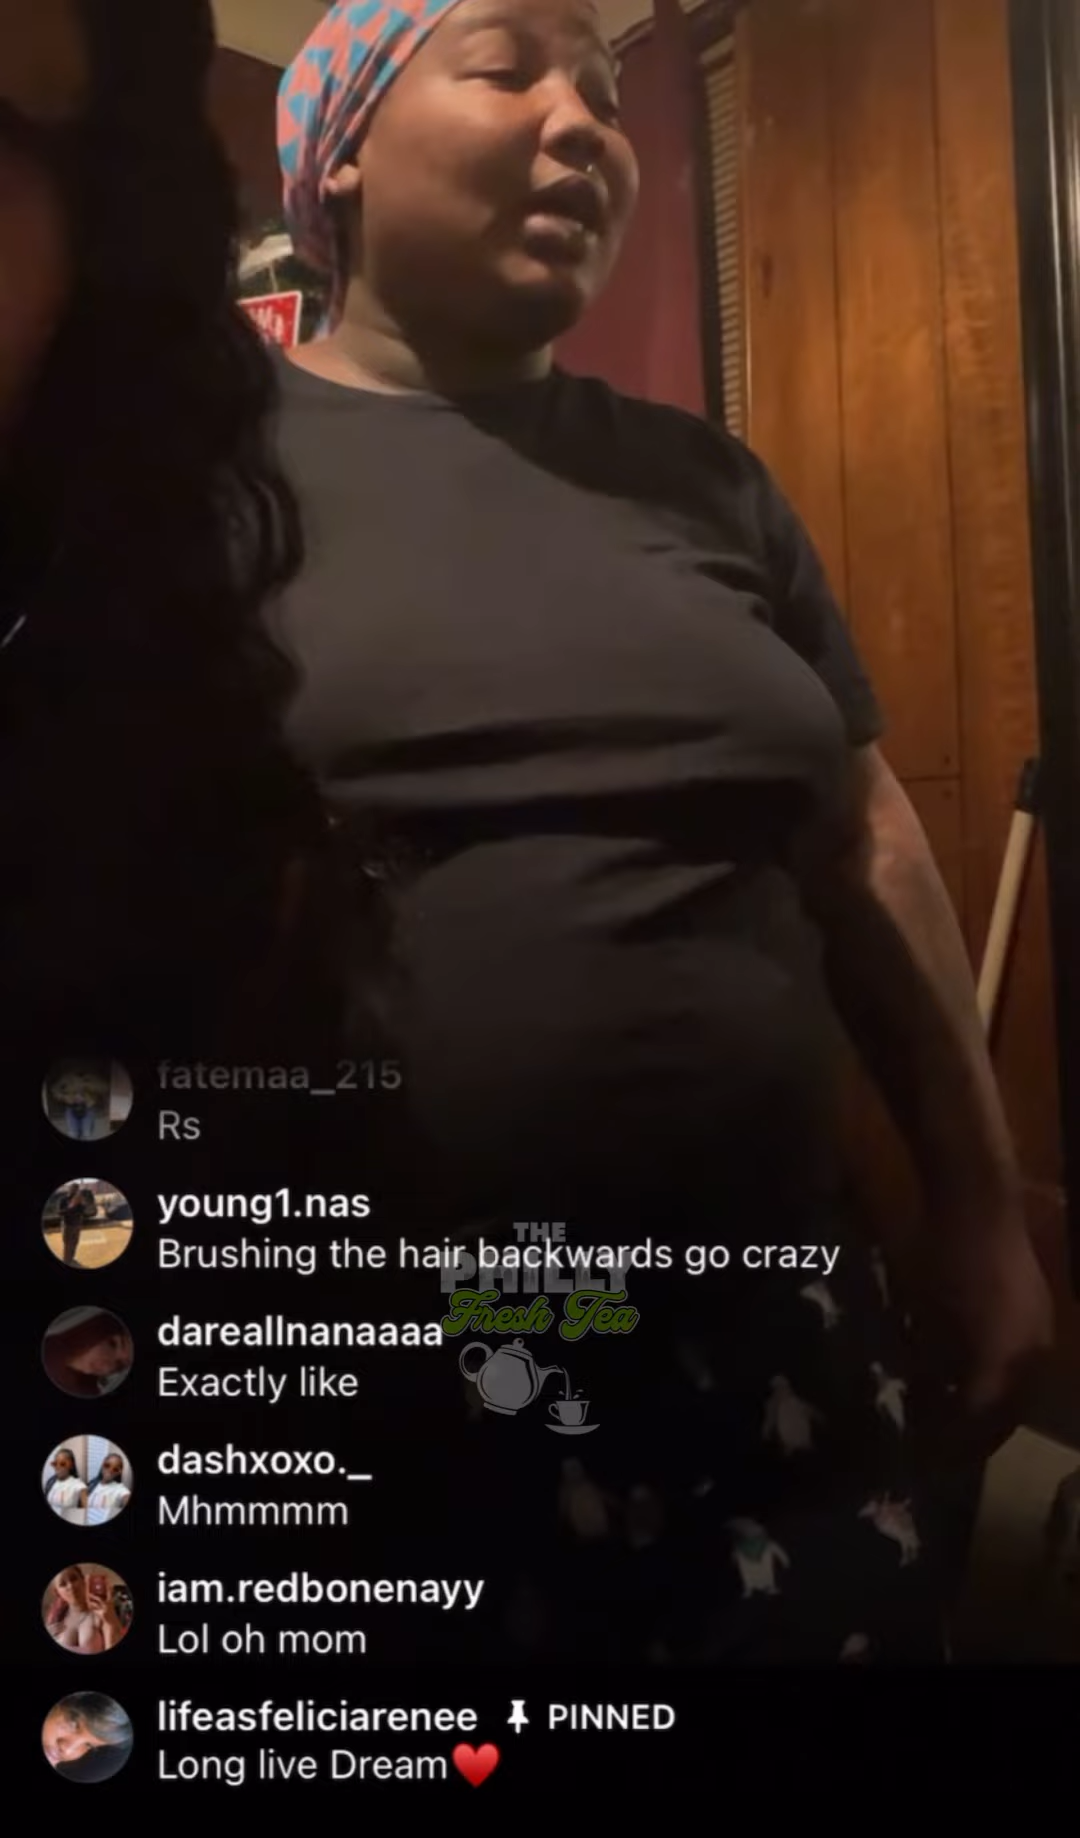 fatemaa_215
Rs
young1.nas
Brushing the hair backwards go crazy
THE
PHILLY
Fresh Tea
dareallnanaaaa
Exactly like
dashxoxo._
Mhmmmm
iam.redbonenayy
Lol oh mom
lifeasfeliciarenee PINNED
Long live Dream❤️